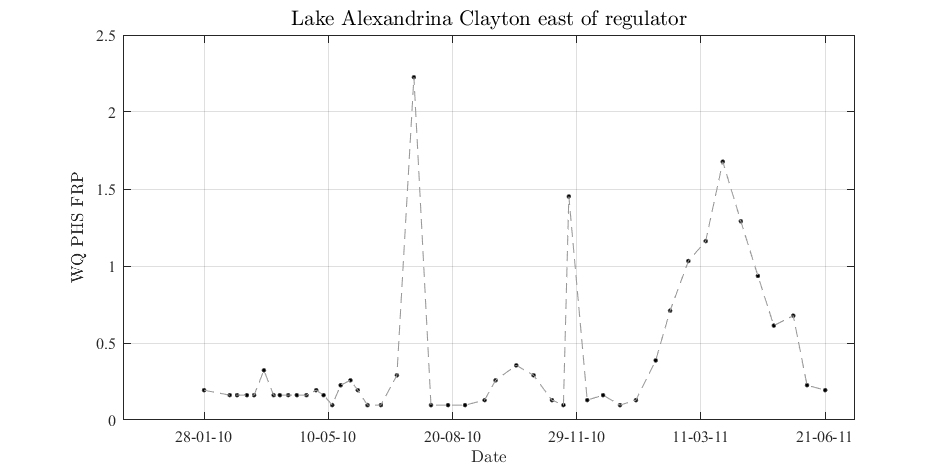 Lake Alexandrina Clayton east of regulator
2.5
2
1.5
1
0.5
0
WQ PHS FRP
28-01-10 10-05-10 20-08-10 29-11-10 11-03-11 21-06-11
Date